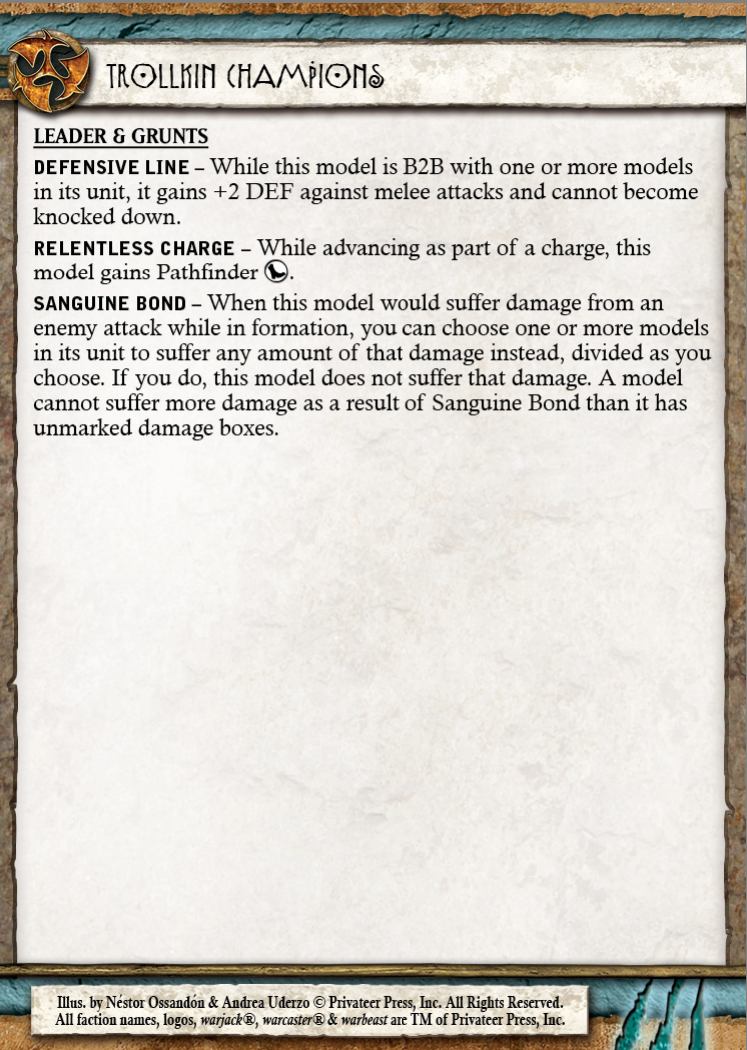 TROLLKIN CHAMPIONS
LEADER & GRUNTS
DEFENSIVE LINE – While this model is B2B with one or more models
in its unit, it gains +2 DEF against melee attacks and cannot become
knocked down.
RELENTLESS CHARGE – While advancing as part of a charge, this
model gains Pathfinder.
SANGUINE BOND – When this model would suffer damage from an
enemy attack while in formation, you can choose one or more models
in its unit to suffer any amount of that damage instead, divided as you
choose. If you do, this model does not suffer that damage. A model
cannot suffer more damage as a result of Sanguine Bond than it has
unmarked damage boxes.
Illus. by Néstor Ossandón & Andrea Uderzo © Privateer Press, Inc. All Rights Reserved.
All faction names, logos, warjack®, warcaster® & warbeast are TM of Privateer Press, Inc.